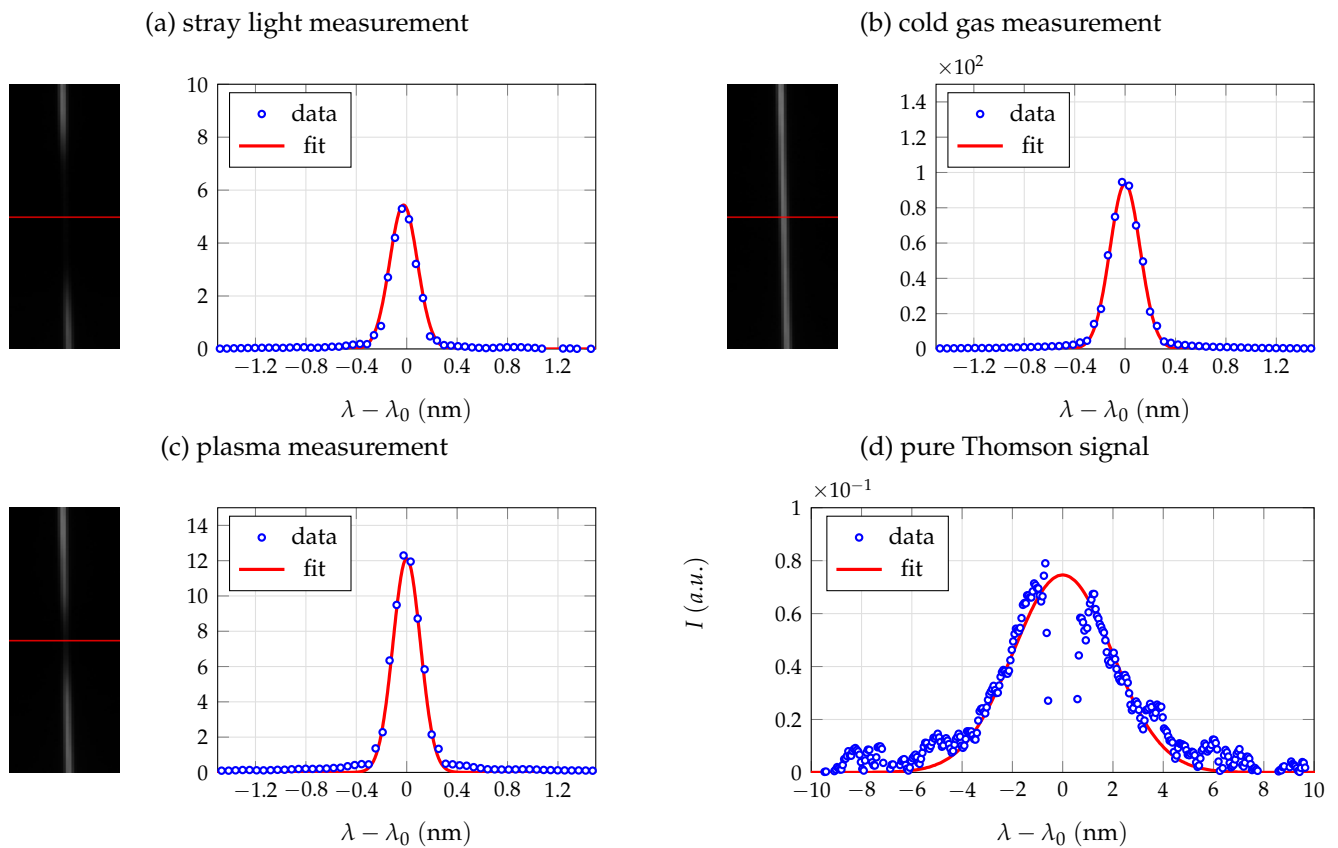 (a) stray light measurement
10
8
6
4
2
0
data
fit
−1.2 −0.8 −0.4 0 0.4 0.8 1.2
λ − λ₀ (nm)
(b) cold gas measurement
×10²
1.4
1.2
1
0.8
0.6
0.4
0.2
0
data
fit
−1.2 −0.8 −0.4 0 0.4 0.8 1.2
λ − λ₀ (nm)
(c) plasma measurement
14
12
10
8
6
4
2
0
data
fit
−1.2 −0.8 −0.4 0 0.4 0.8 1.2
λ − λ₀ (nm)
(d) pure Thomson signal
×10⁻¹
1
0.8
0.6
0.4
0.2
0
I (a.u.)
data
fit
−10 −8 −6 −4 −2 0 2 4 6 8 10
λ − λ₀ (nm)